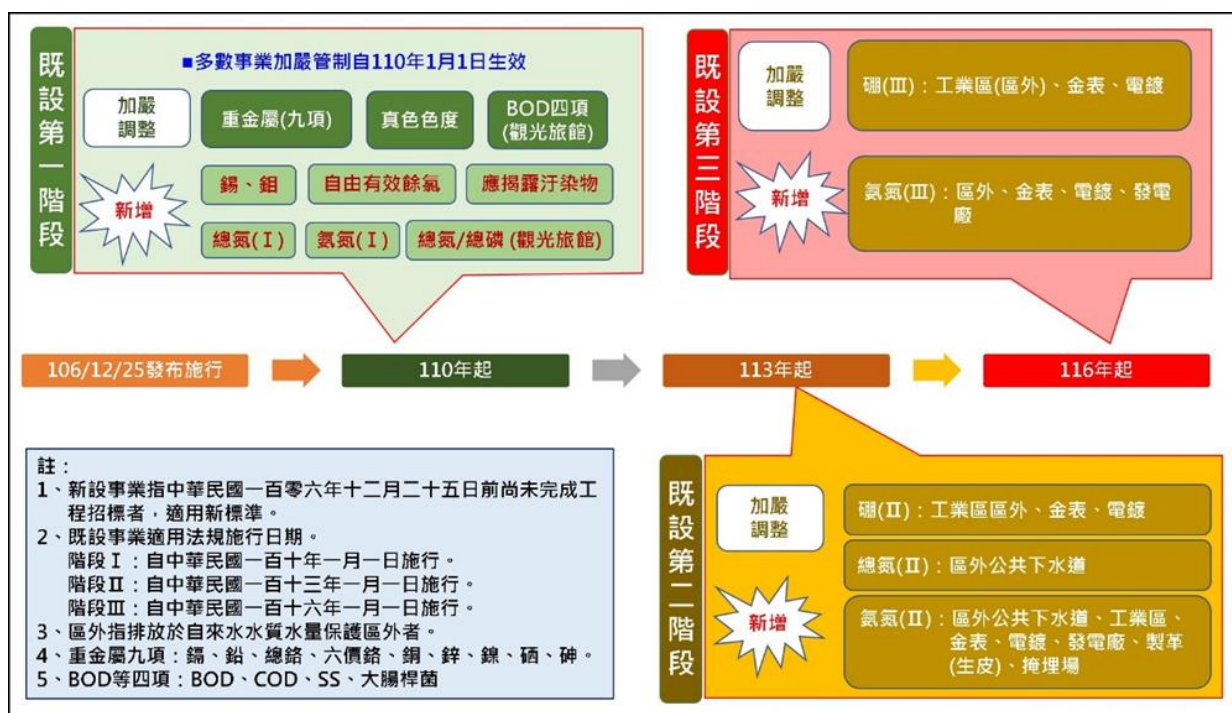 既設第一階段
■多數事業加嚴管制自110年1月1日生效
加嚴
調整
重金屬(九項)
真色色度
BOD四項
(觀光旅館)
新增
錫、鉬
自由有效餘氯
應揭露汙染物
總氮(I)
氨氮(I)
總氮/總磷 (觀光旅館)
既設第三階段
加嚴
調整
硼(III)：工業區(區外)、金表、電鍍
新增
氨氮(III)：區外、金表、電鍍、發電
廠
106/12/25發布施行
110年起
113年起
116年起
註：
1、新設事業指中華民國一百零六年十二月二十五日前尚未完成工
程招標者，適用新標準。
2、既設事業適用法規施行日期。
階段I：自中華民國一百十年一月一日施行。
階段II：自中華民國一百十三年一月一日施行。
階段III：自中華民國一百十六年一月一日施行。
3、區外指排放於自來水水質水量保護區外者。
4、重金屬九項：鎘、鉛、總鉻、六價鉻、銅、鋅、鎳、硒、砷。
5、BOD等四項：BOD、COD、SS、大腸桿菌
既設第二階段
加嚴
調整
硼(II)：工業區區外、金表、電鍍
總氮(II)：區外公共下水道
新增
氨氮(II)：區外公共下水道、工業區、
金表、電鍍、發電廠、製革
(生皮)、掩埋場